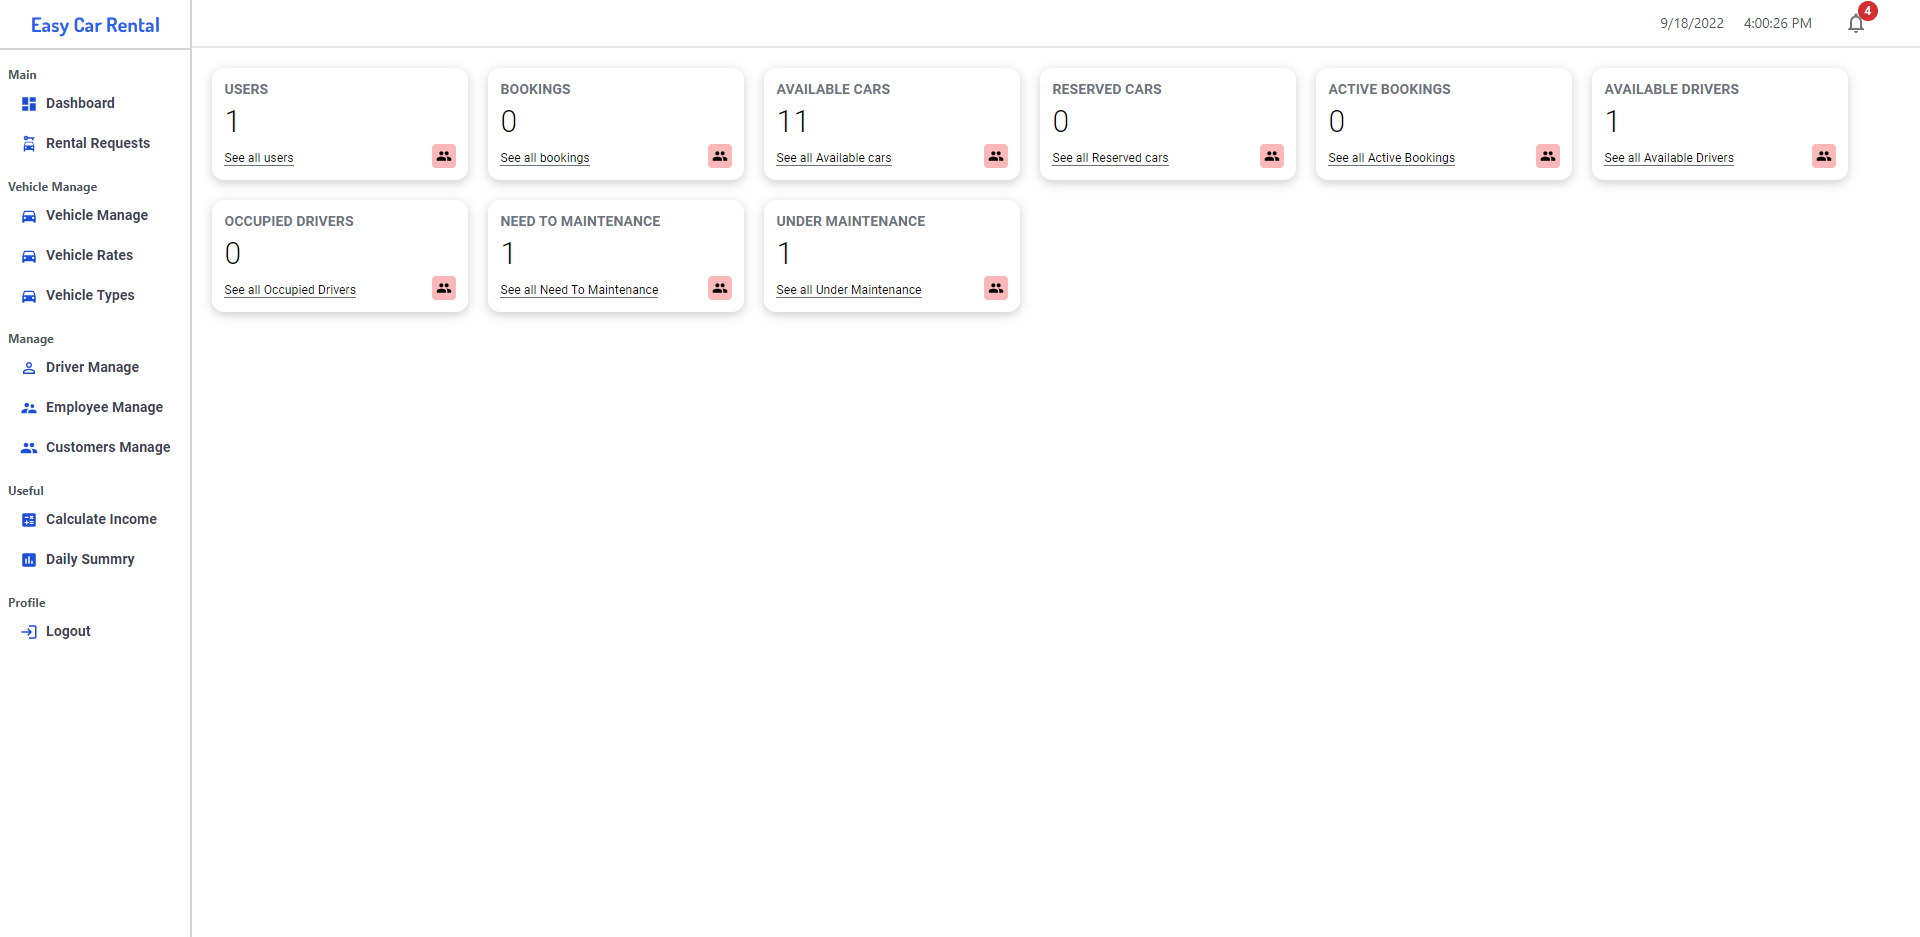 Easy Car Rental
9/18/2022 4:00:26 PM 4
Main
Dashboard
Rental Requests
Vehicle Manage
Vehicle Manage
Vehicle Rates
Vehicle Types
Manage
Driver Manage
Employee Manage
Customers Manage
Useful
Calculate Income
Daily Summry
Profile
Logout
USERS
1
See all users
BOOKINGS
0
See all bookings
AVAILABLE CARS
11
See all Available cars
RESERVED CARS
0
See all Reserved cars
ACTIVE BOOKINGS
0
See all Active Bookings
AVAILABLE DRIVERS
1
See all Available Drivers
OCCUPIED DRIVERS
0
See all Occupied Drivers
NEED TO MAINTENANCE
1
See all Need To Maintenance
UNDER MAINTENANCE
1
See all Under Maintenance